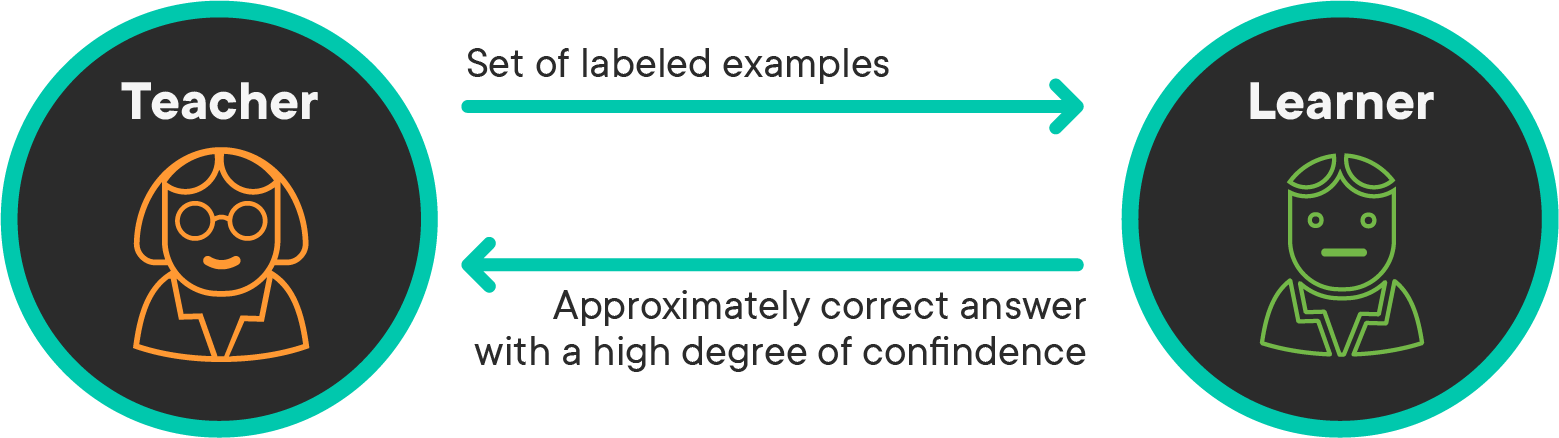 Teacher
Set of labeled examples
Learner
Approximately correct answer
with a high degree of confindence